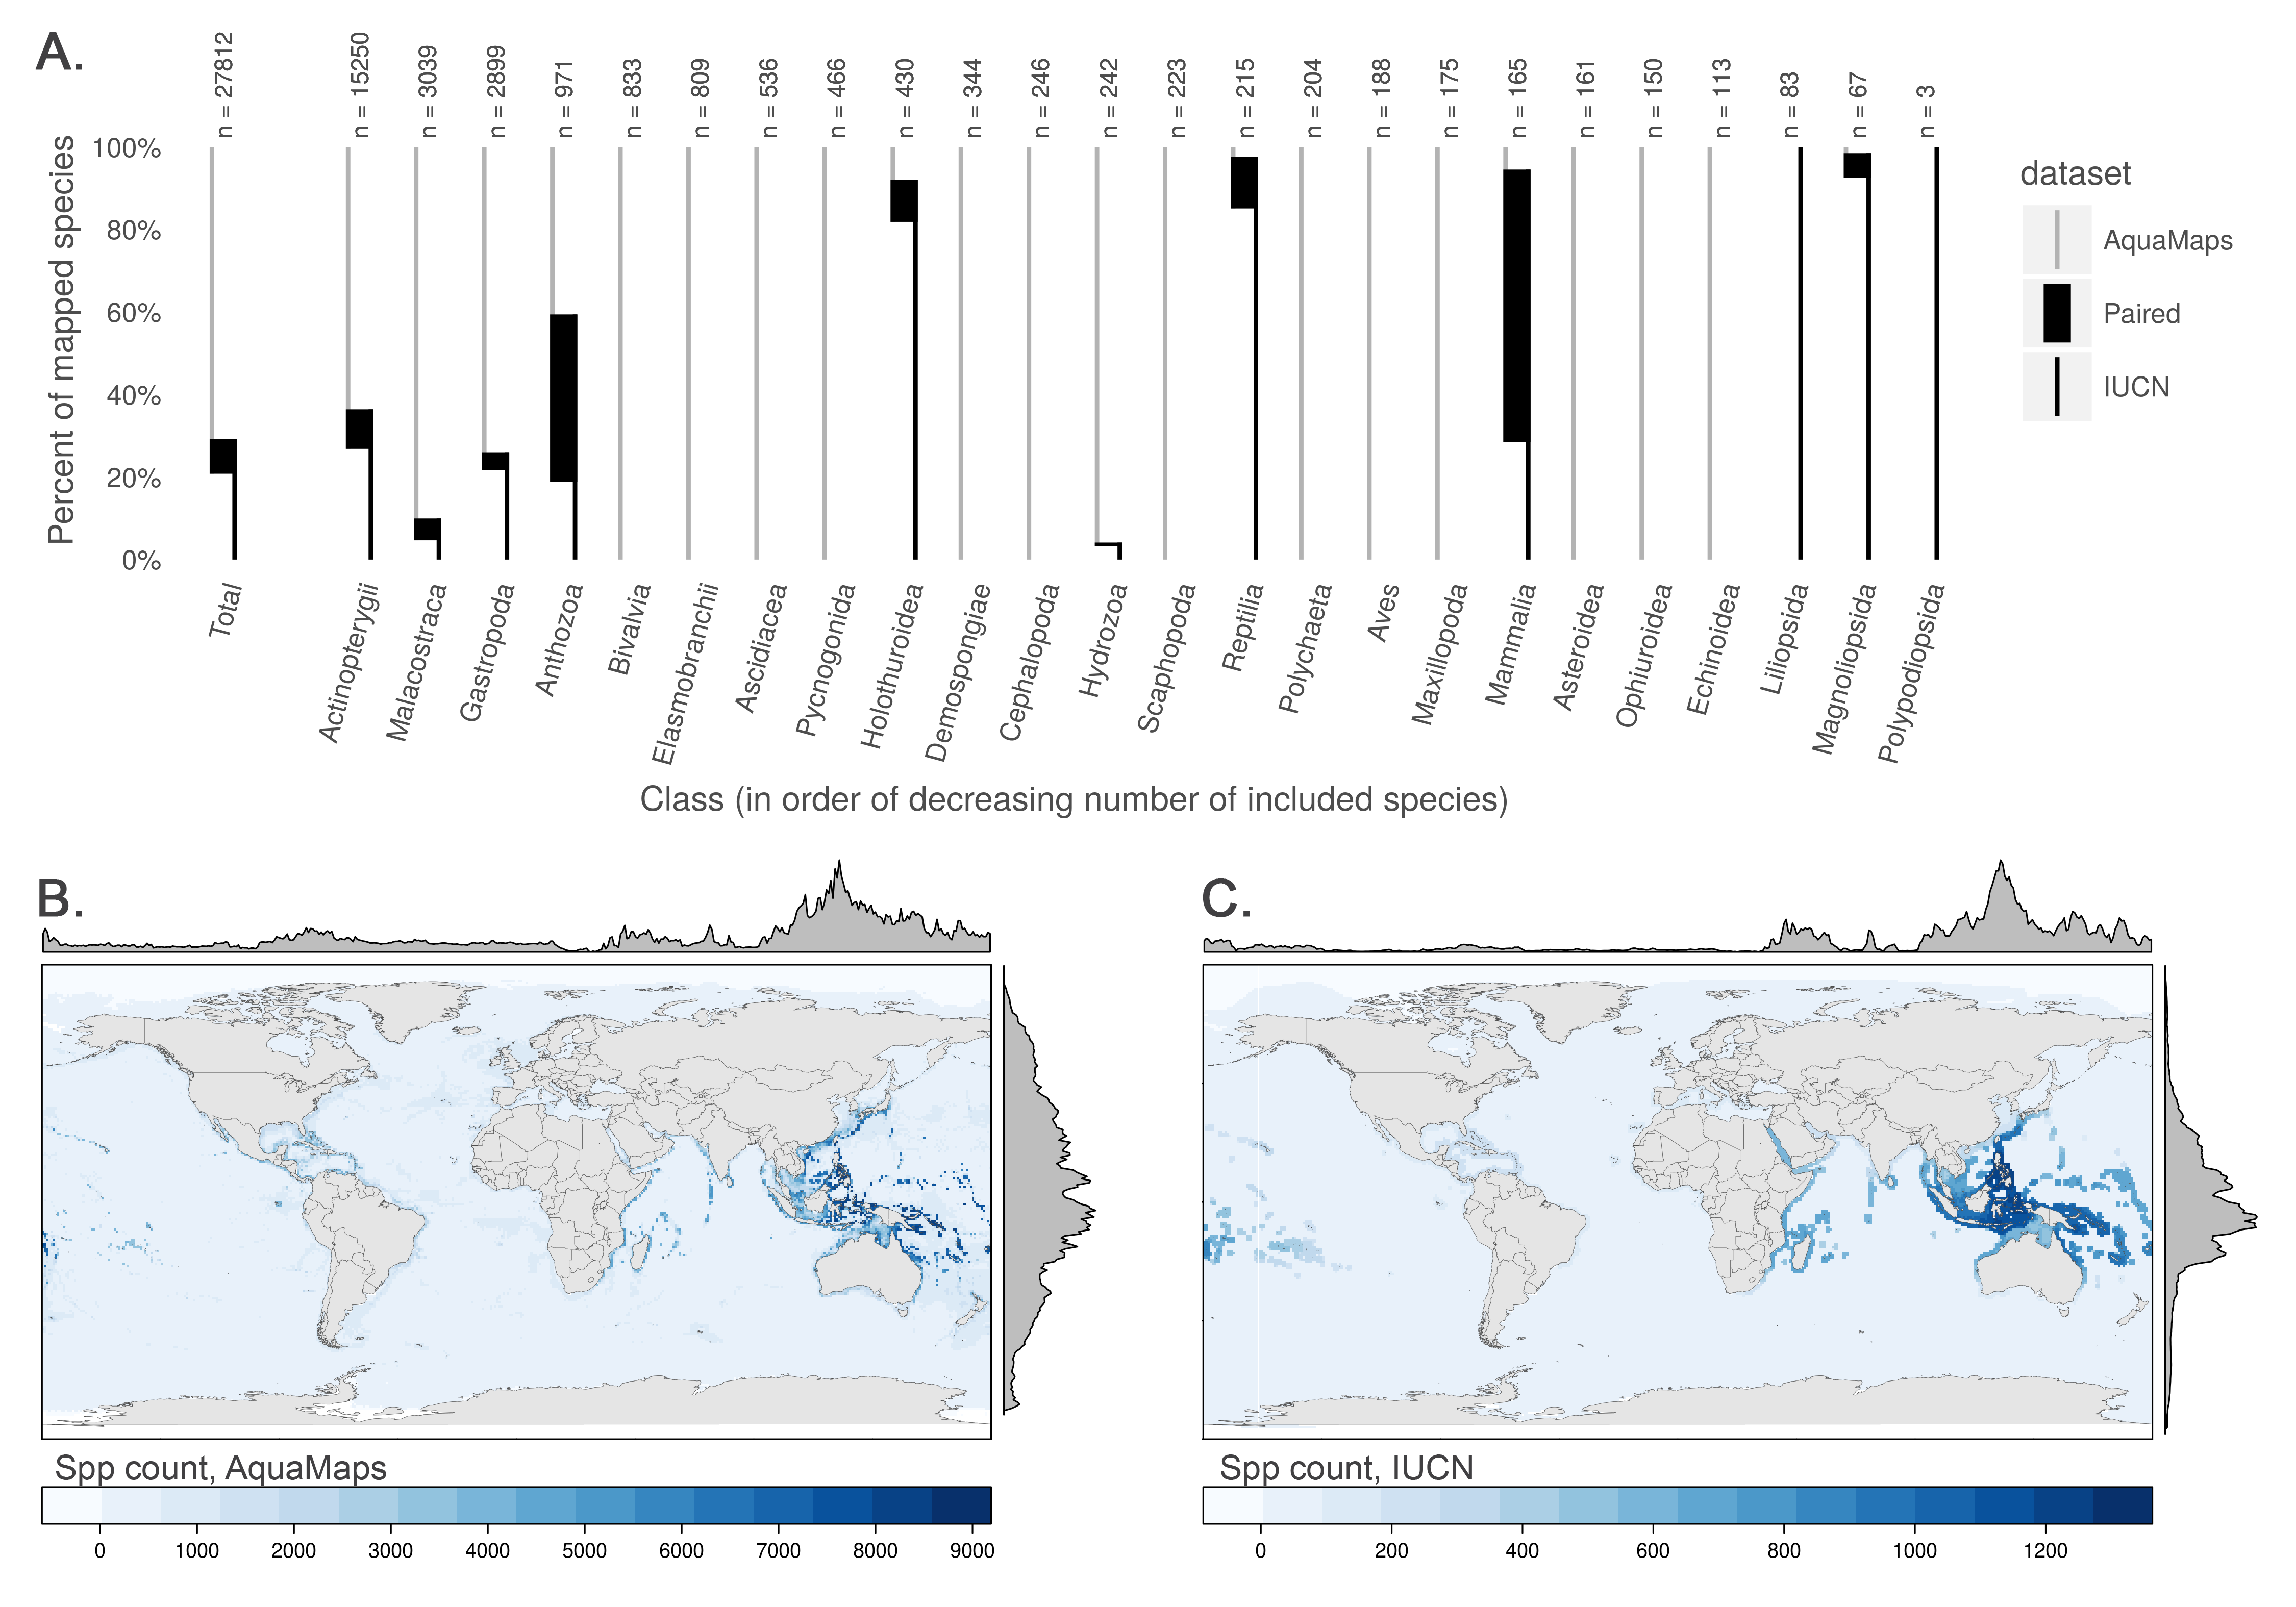 A.
n = 27812
n = 15250
n = 3039
n = 2899
n = 971
n = 833
n = 809
n = 536
n = 466
n = 430
n = 344
n = 246
n = 242
n = 223
n = 215
n = 204
n = 188
n = 175
n = 165
n = 161
n = 150
n = 113
n = 83
n = 67
n = 3
Percent of mapped species
100%
80%
60%
40%
20%
0%
dataset
AquaMaps
Paired
IUCN
Total
Actinopterygii
Malacostraca
Gastropoda
Anthozoa
Bivalvia
Elasmobranchii
Ascidiacea
Pycnogonida
Holothuroidea
Demospongiae
Cephalopoda
Hydrozoa
Scaphopoda
Reptilia
Polychaeta
Aves
Maxillopoda
Mammalia
Asteroidea
Ophiuroidea
Echinoidea
Liliopsida
Magnoliopsida
Polypodiopsida
Class (in order of decreasing number of included species)
B.
Spp count, AquaMaps
0 1000 2000 3000 4000 5000 6000 7000 8000 9000
C.
Spp count, IUCN
0 200 400 600 800 1000 1200